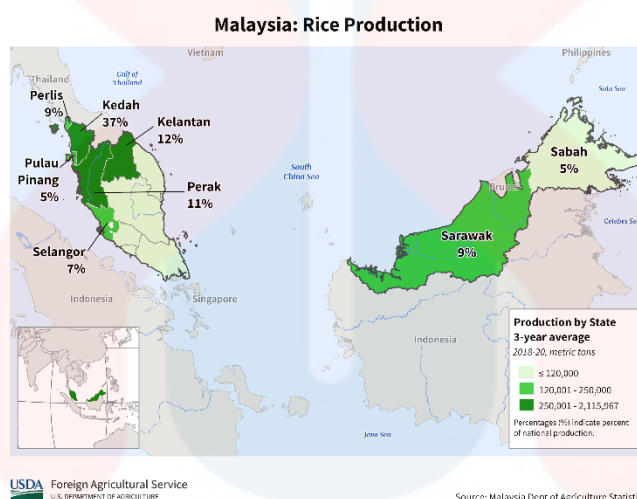 Malaysia: Rice Production
Vietnam
Philippines
Thailand
Gulf of
Thailand
Sulu Sea
Perlis
9%
Kedah
37%
Kelantan
12%
Pulau
Pinang
5%
Perak
11%
South
China Sea
Sabah
5%
Brunei
Sarawak
9%
Celebes Se
Selangor
7%
Indonesia
Singapore
Indonesia
Java Sea
Production by State
3-year average
2018-20, metric tons
≤ 120,000
120,001 - 250,000
250,001 - 2,115,967
Percentages (%) indicate percent
of national production.
USDA
Foreign Agricultural Service
U.S. DEPARTMENT OF AGRICULTURE
Source: Malaysia Dept of Agriculture Statisti